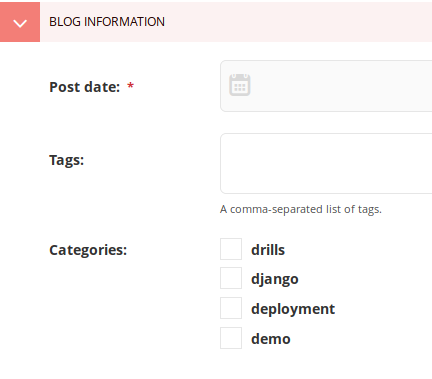 BLOG INFORMATION
Post date: *
Tags:
A comma-separated list of tags.
Categories:
drills
django
deployment
demo